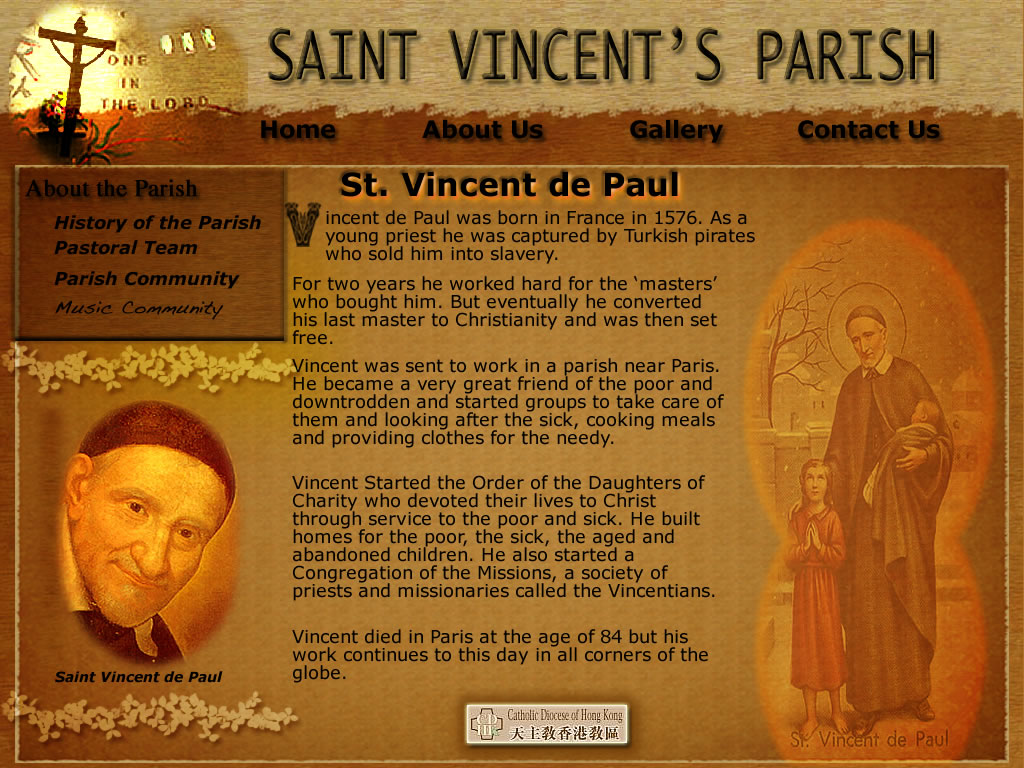 ONE
IN
THE LORD
SAINT VINCENT’S PARISH
Home About Us Gallery Contact Us
About the Parish
History of the Parish
Pastoral Team
Parish Community
Music Community
Saint Vincent de Paul
St. Vincent de Paul
Vincent de Paul was born in France in 1576. As a
young priest he was captured by Turkish pirates
who sold him into slavery.
For two years he worked hard for the ‘masters’
who bought him. But eventually he converted
his last master to Christianity and was then set
free.
Vincent was sent to work in a parish near Paris.
He became a very great friend of the poor and
downtrodden and started groups to take care of
them and looking after the sick, cooking meals
and providing clothes for the needy.
Vincent Started the Order of the Daughters of
Charity who devoted their lives to Christ
through service to the poor and sick. He built
homes for the poor, the sick, the aged and
abandoned children. He also started a
Congregation of the Missions, a society of
priests and missionaries called the Vincentians.
Vincent died in Paris at the age of 84 but his
work continues to this day in all corners of the
globe.
Catholic Diocese of Hong Kong
天主教香港教區
St. Vincent de Paul